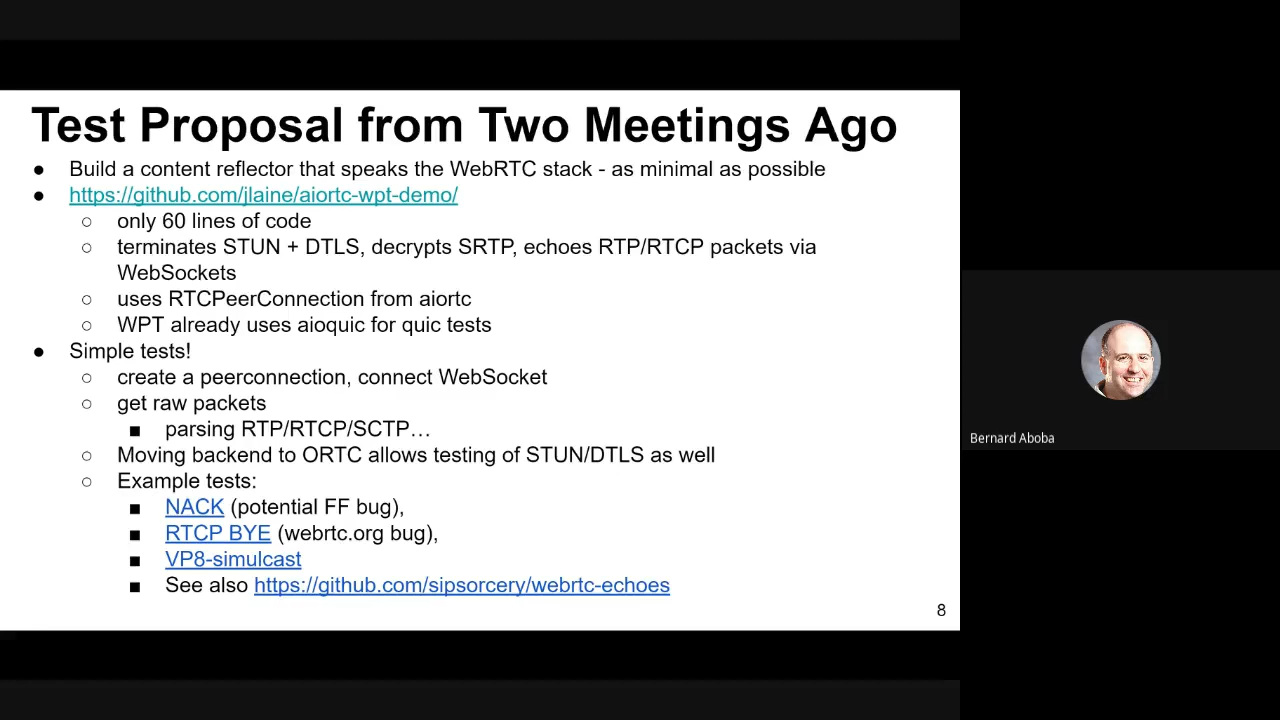 Test Proposal from Two Meetings Ago
● Build a content reflector that speaks the WebRTC stack - as minimal as possible
● https://github.com/jlaine/aiortc-wpt-demo/
○ only 60 lines of code
○ terminates STUN + DTLS, decrypts SRTP, echoes RTP/RTCP packets via
WebSockets
○ uses RTCPeerConnection from aiortc
○ WPT already uses aioquic for quic tests
● Simple tests!
○ create a peerconnection, connect WebSocket
○ get raw packets
■ parsing RTP/RTCP/SCTP…
○ Moving backend to ORTC allows testing of STUN/DTLS as well
○ Example tests:
■ NACK (potential FF bug),
■ RTCP BYE (webrtc.org bug),
■ VP8-simulcast
■ See also https://github.com/sipsorcery/webrtc-echoes
8
Bernard Aboba